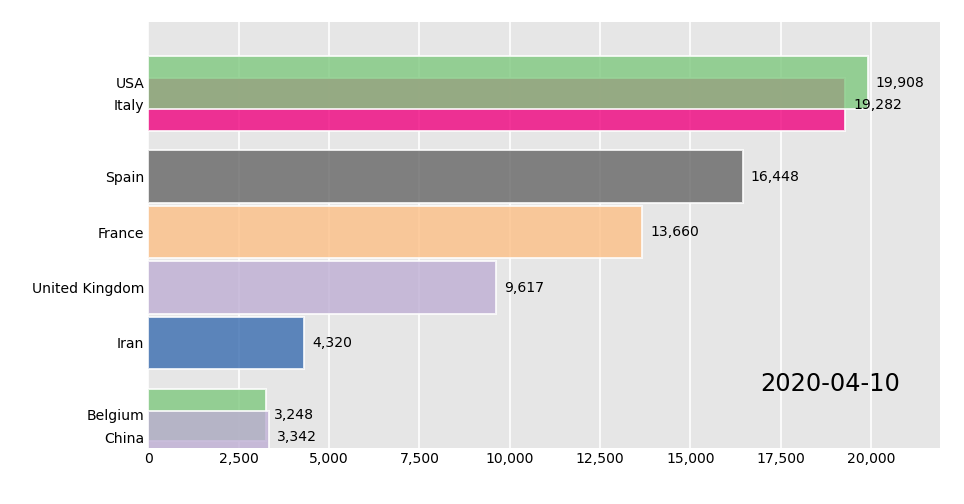 USA 19,908
Italy 19,282
Spain 16,448
France 13,660
United Kingdom 9,617
Iran 4,320
2020-04-10
Belgium 3,248
China 3,342
0 2,500 5,000 7,500 10,000 12,500 15,000 17,500 20,000